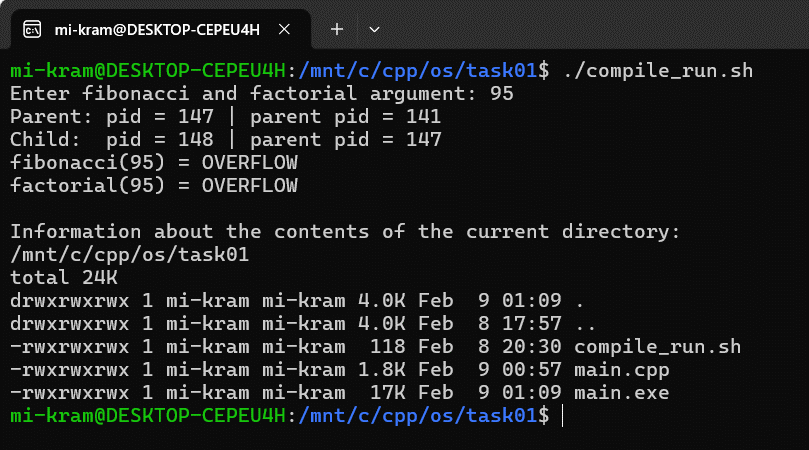 mi-kram@DESKTOP-CEPEU4H
mi-kram@DESKTOP-CEPEU4H:/mnt/c/cpp/os/task01$ ./compile_run.sh
Enter fibonacci and factorial argument: 95
Parent: pid = 147 | parent pid = 141
Child:  pid = 148 | parent pid = 147
fibonacci(95) = OVERFLOW
factorial(95) = OVERFLOW
Information about the contents of the current directory:
/mnt/c/cpp/os/task01
total 24K
drwxrwxrwx 1 mi-kram mi-kram 4.0K Feb  9 01:09 .
drwxrwxrwx 1 mi-kram mi-kram 4.0K Feb  8 17:57 ..
-rwxrwxrwx 1 mi-kram mi-kram  118 Feb  8 20:30 compile_run.sh
-rwxrwxrwx 1 mi-kram mi-kram 1.8K Feb  9 00:57 main.cpp
-rwxrwxrwx 1 mi-kram mi-kram  17K Feb  9 01:09 main.exe
mi-kram@DESKTOP-CEPEU4H:/mnt/c/cpp/os/task01$